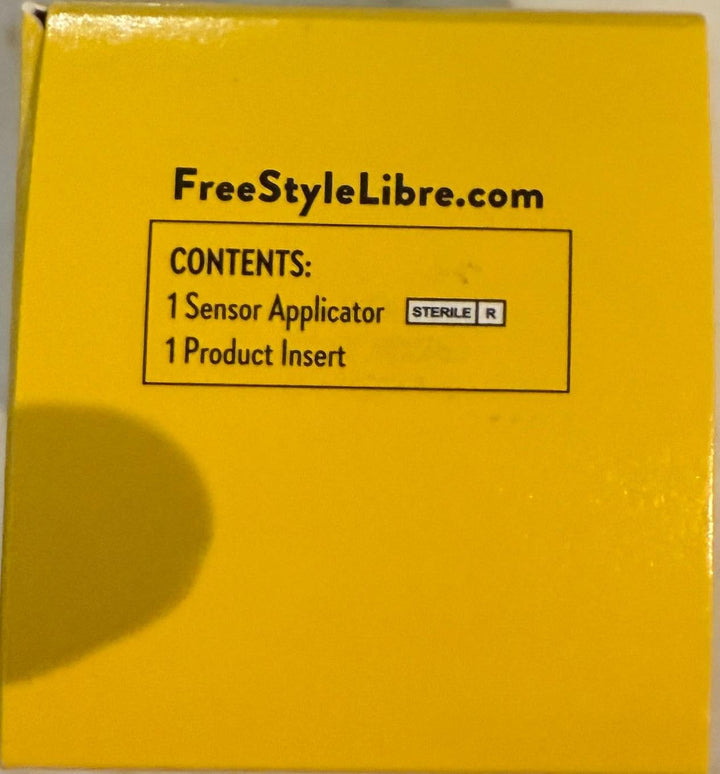 FreeStyleLibre.com
CONTENTS:
1 Sensor Applicator STERILE R
1 Product Insert